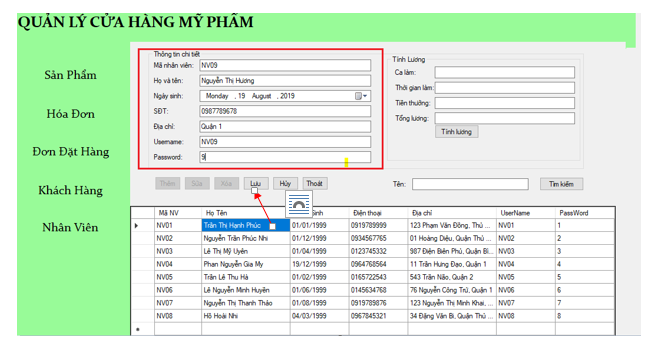 QUẢN LÝ CỬA HÀNG MỸ PHẨM
Sản Phẩm
Hóa Đơn
Đơn Đặt Hàng
Khách Hàng
Nhân Viên
Thông tin chi tiết
Mã nhân viên: NV09
Họ và tên: Nguyễn Thị Hương
Ngày sinh: Monday , 19 August , 2019
SĐT: 0987789678
Địa chỉ: Quận 1
Username: NV09
Password: 9
Tính Lương
Ca làm:
Thời gian làm:
Tiền thưởng:
Tổng lương:
Tính lương
Thêm Sửa Xóa Lưu Hủy Thoát Tên: Tìm kiếm
Mã NV Họ Tên Sinh Điện thoại Địa chỉ UserName PassWord
NV01 Trần Thị Hạnh Phúc 01/01/1999 0919789999 123 Phạm Văn Đồng, Thủ ... NV01 1
NV02 Nguyễn Trần Phúc Nhi 01/12/1999 0934567765 01 Hoàng Diệu, Quận Thủ ... NV02 2
NV03 Lê Thị Mỹ Uyên 01/04/1999 0123745332 987 Điện Biên Phủ, Quận Bì... NV03 3
NV04 Phan Nguyễn Gia My 19/12/1999 0964768564 11 Trần Hưng Đạo, Quận 1 NV04 4
NV05 Trần Lê Thu Hà 01/02/1999 0165722543 543 Trần Não, Quận 2 NV05 5
NV06 Lê Nguyễn Minh Huyền 01/06/1999 0145634768 76 Nguyễn Công Trứ, Quận 1 NV06 6
NV07 Nguyễn Thị Thanh Thảo 01/08/1999 0919789876 123 Nguyễn Thị Minh Khai, ... NV07 7
NV08 Hồ Hoài Nhi 04/03/1999 0967845321 34 Đặng Văn Bi, Quận Thủ ... NV08 8